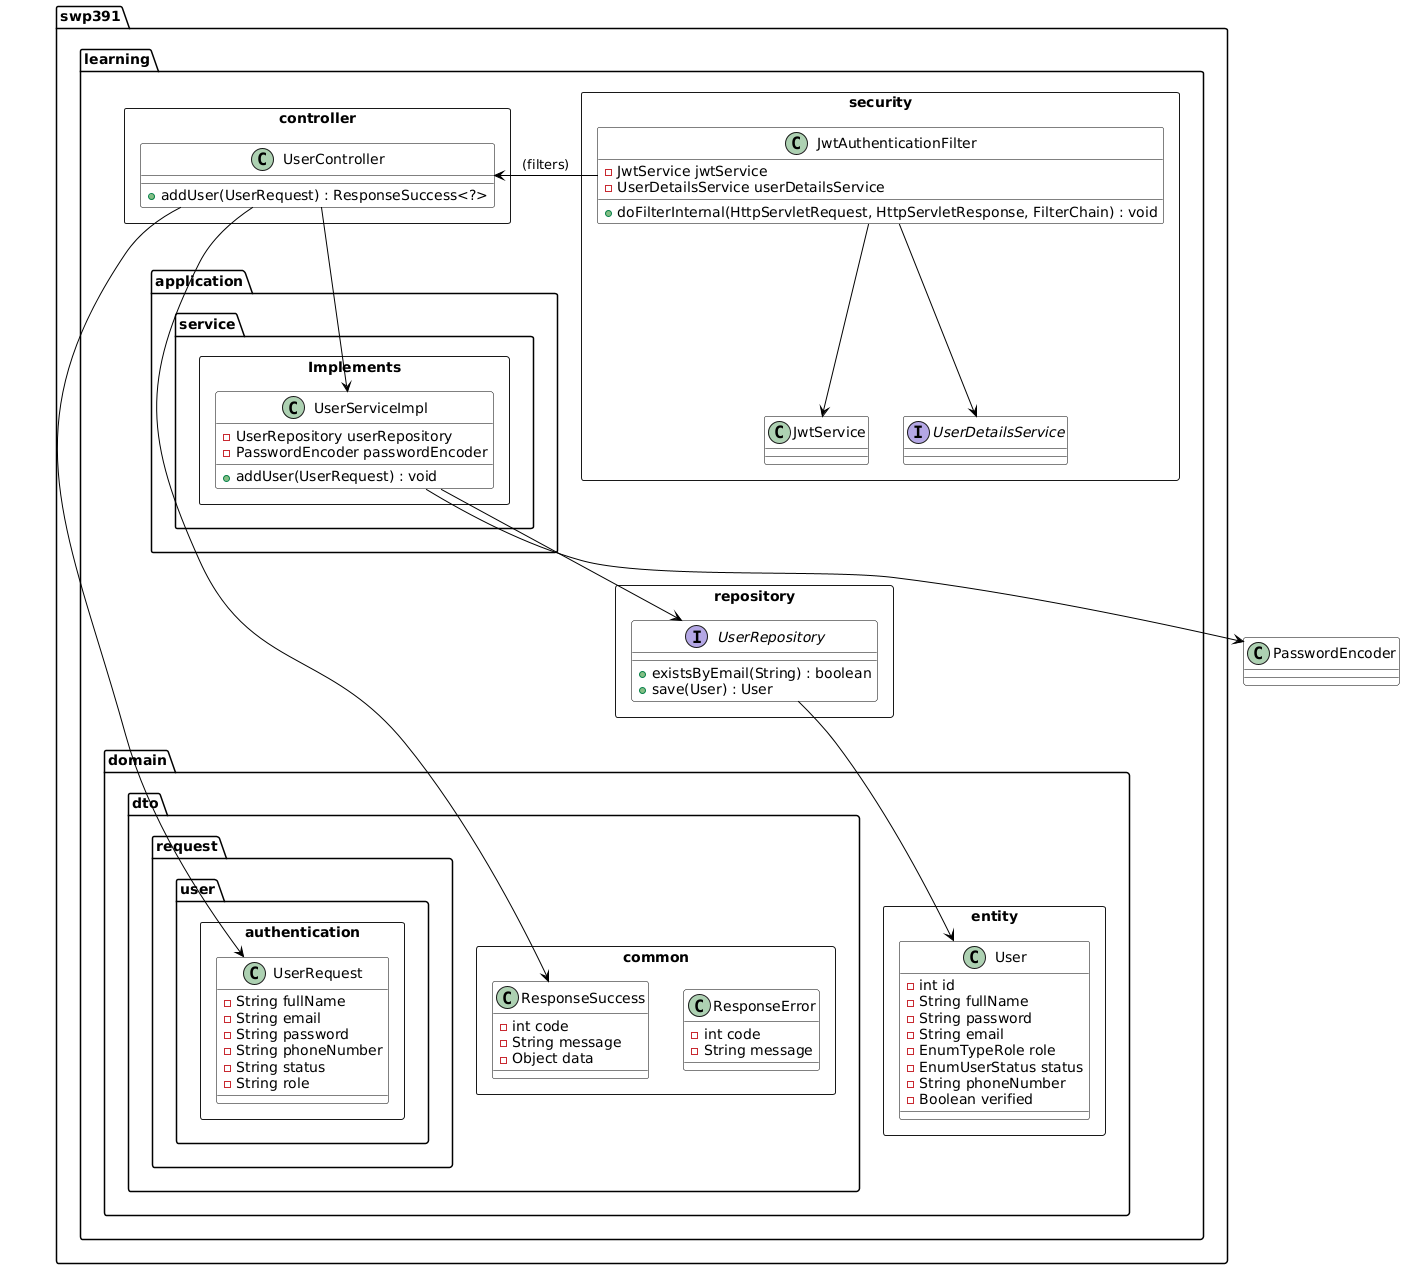 swp391
learning
controller
C UserController
addUser(UserRequest) : ResponseSuccess<?>
(filters)
security
C JwtAuthenticationFilter
JwtService jwtService
UserDetailsService userDetailsService
doFilterInternal(HttpServletRequest, HttpServletResponse, FilterChain) : void
C JwtService
I UserDetailsService
application
service
Implements
C UserServiceImpl
UserRepository userRepository
PasswordEncoder passwordEncoder
addUser(UserRequest) : void
repository
I UserRepository
existsByEmail(String) : boolean
save(User) : User
C PasswordEncoder
domain
dto
request
user
authentication
C UserRequest
String fullName
String email
String password
String phoneNumber
String status
String role
common
C ResponseSuccess
int code
String message
Object data
C ResponseError
int code
String message
entity
C User
int id
String fullName
String password
String email
EnumTypeRole role
EnumUserStatus status
String phoneNumber
Boolean verified